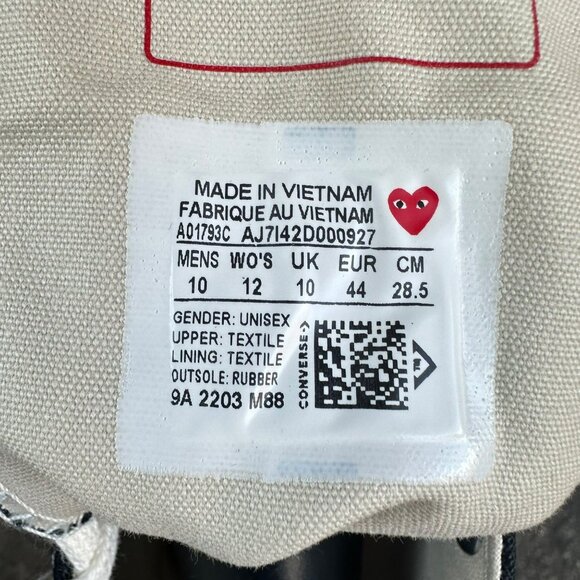 MADE IN VIETNAM
FABRIQUE AU VIETNAM
A01793C AJ7I42D000927
MENS WO'S UK EUR CM
10 12 10 44 28.5
GENDER: UNISEX
UPPER: TEXTILE
LINING: TEXTILE
OUTSOLE: RUBBER
9A 2203 M88
CONVERSE
TM